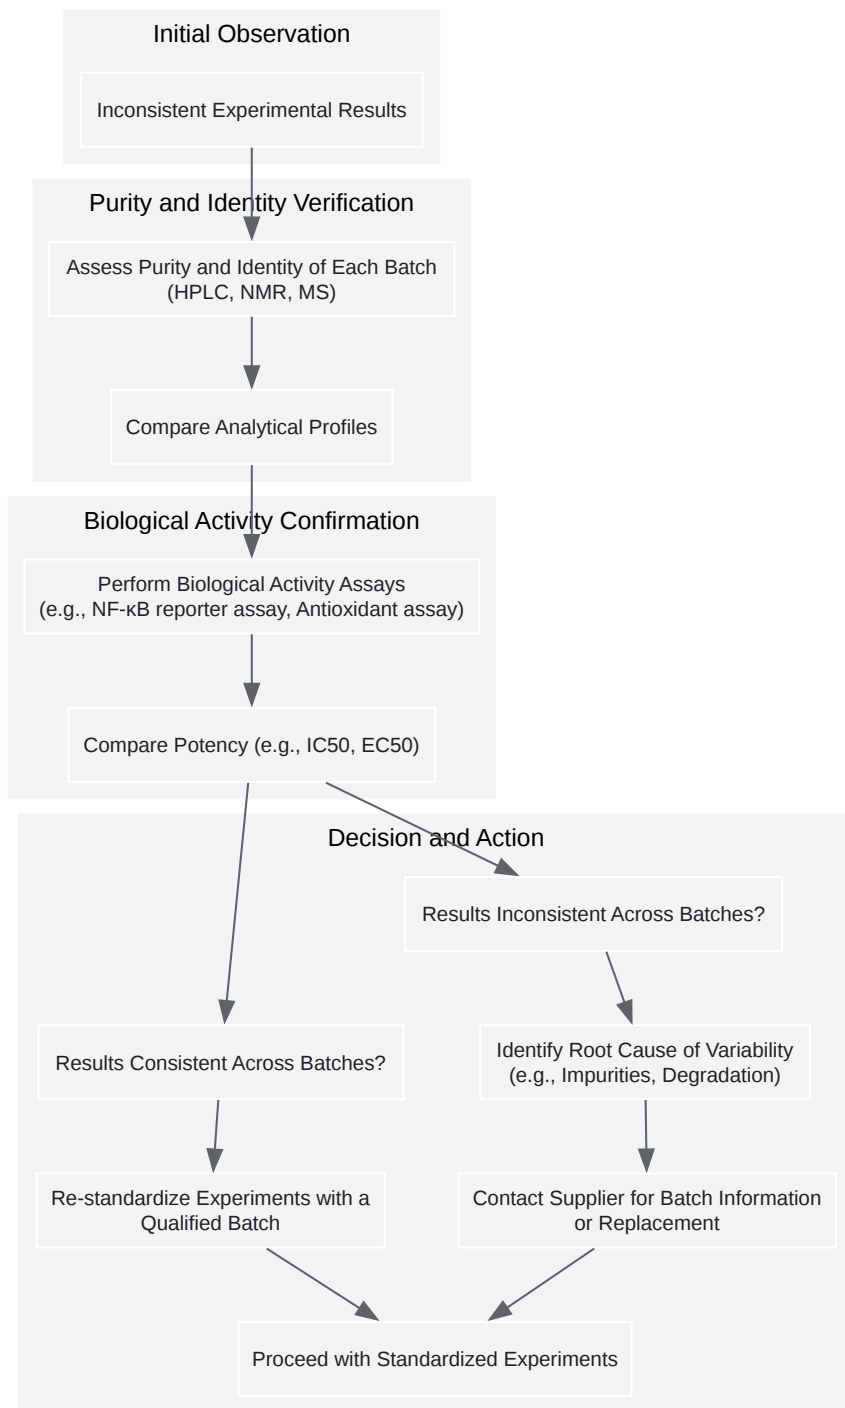 Initial Observation
Inconsistent Experimental Results
Purity and Identity Verification
Assess Purity and Identity of Each Batch
(HPLC, NMR, MS)
Compare Analytical Profiles
Biological Activity Confirmation
Perform Biological Activity Assays
(e.g., NF-κB reporter assay, Antioxidant assay)
Compare Potency (e.g., IC50, EC50)
Decision and Action
Results Inconsistent Across Batches?
Results Consistent Across Batches?
Identify Root Cause of Variability
(e.g., Impurities, Degradation)
Re-standardize Experiments with a
Qualified Batch
Contact Supplier for Batch Information
or Replacement
Proceed with Standardized Experiments